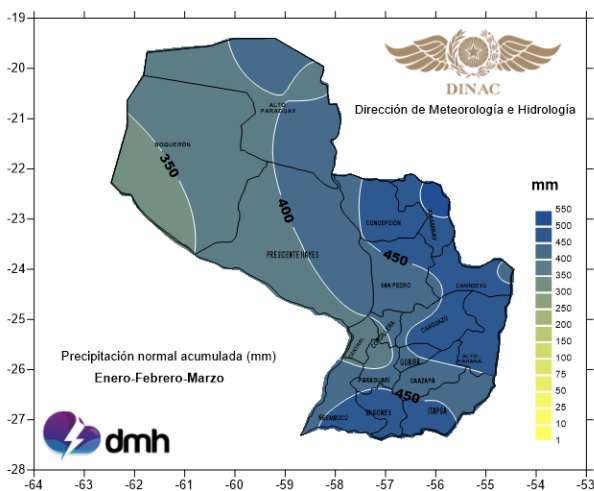 -19
-20
-21
-22
-23
-24
-25
-26
-27
-28
-64
-63
-62
-61
-60
-59
-58
-57
-56
-55
-54
-53
DINAC
Dirección de Meteorología e Hidrología
ALTO
PARAGUAY
BOQUERÓN
350
400
PRESIDENTE HAYES
CONCEPCIÓN
AMAMBAY
450
SAN PEDRO
CANINDEYÚ
CAAGUAZÚ
CORDILLERA
CENTRAL
GUAIRÁ
ALTO
PARANÁ
PARAGUARÍ
CAAZAPÁ
450
ÑEEMBUCÚ
MISIONES
ITAPÚA
mm
550
500
450
400
350
300
250
200
150
100
75
50
25
10
1
Precipitación normal acumulada (mm)
Enero-Febrero-Marzo
dmh